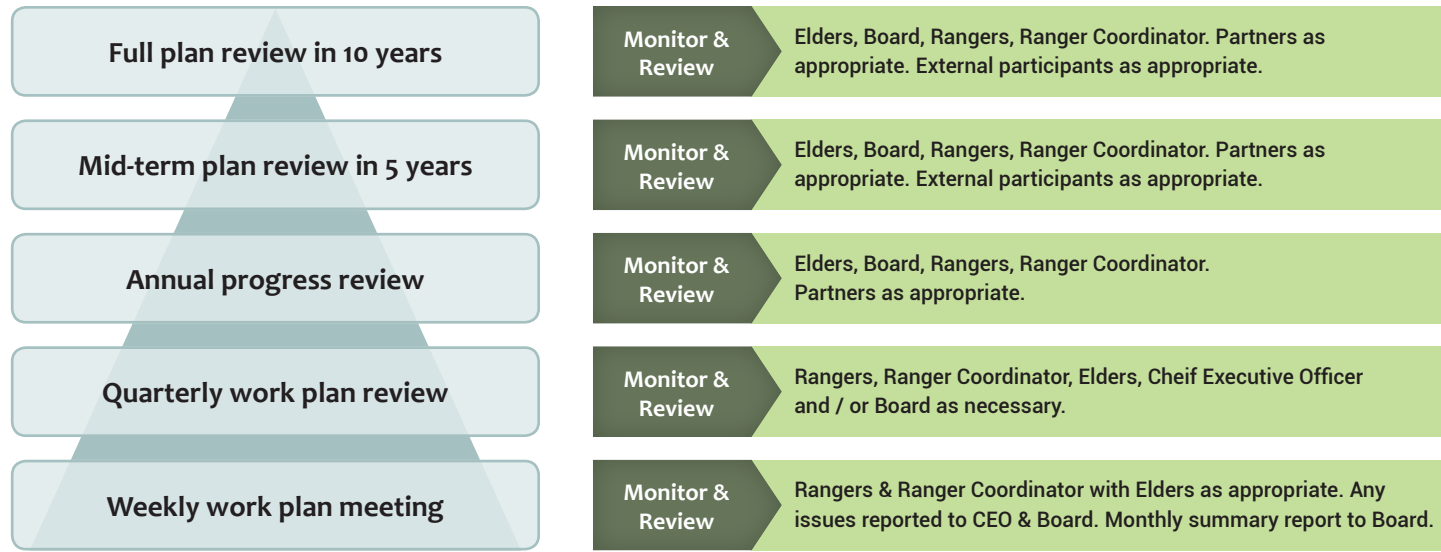 Full plan review in 10 years
Monitor &
Review
Elders, Board, Rangers, Ranger Coordinator. Partners as
appropriate. External participants as appropriate.
Mid-term plan review in 5 years
Monitor &
Review
Elders, Board, Rangers, Ranger Coordinator. Partners as
appropriate. External participants as appropriate.
Annual progress review
Monitor &
Review
Elders, Board, Rangers, Ranger Coordinator.
Partners as appropriate.
Quarterly work plan review
Monitor &
Review
Rangers, Ranger Coordinator, Elders, Cheif Executive Officer
and / or Board as necessary.
Weekly work plan meeting
Monitor &
Review
Rangers & Ranger Coordinator with Elders as appropriate. Any
issues reported to CEO & Board. Monthly summary report to Board.